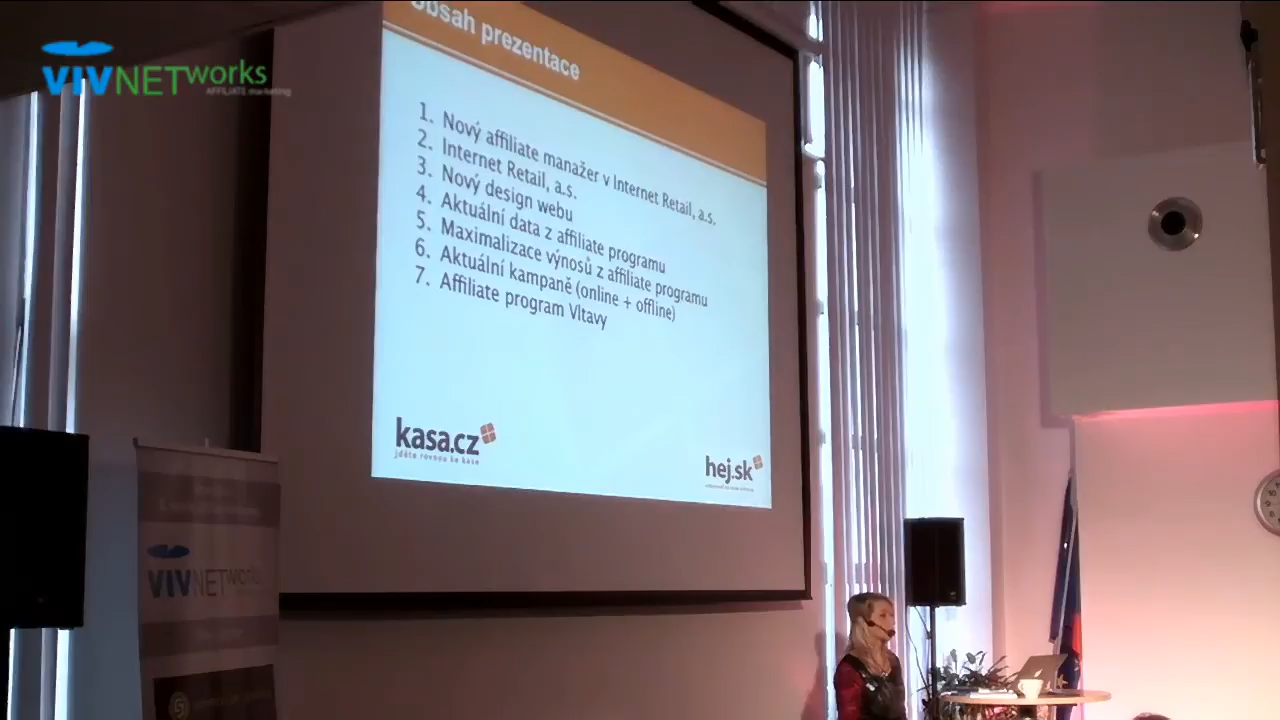 VIVNETworks
AFFILIATE marketing
Obsah prezentace
1. Nový affiliate manažer v Internet Retail, a.s.
2. Internet Retail, a.s.
3. Nový design webu
4. Aktuální data z affiliate programu
5. Maximalizace výnosů z affiliate programu
6. Aktuální kampaně (online + offline)
7. Affiliate program Vltavy
kasa.cz
jděte rovnou ke kase
hej.sk
VIVNETworks